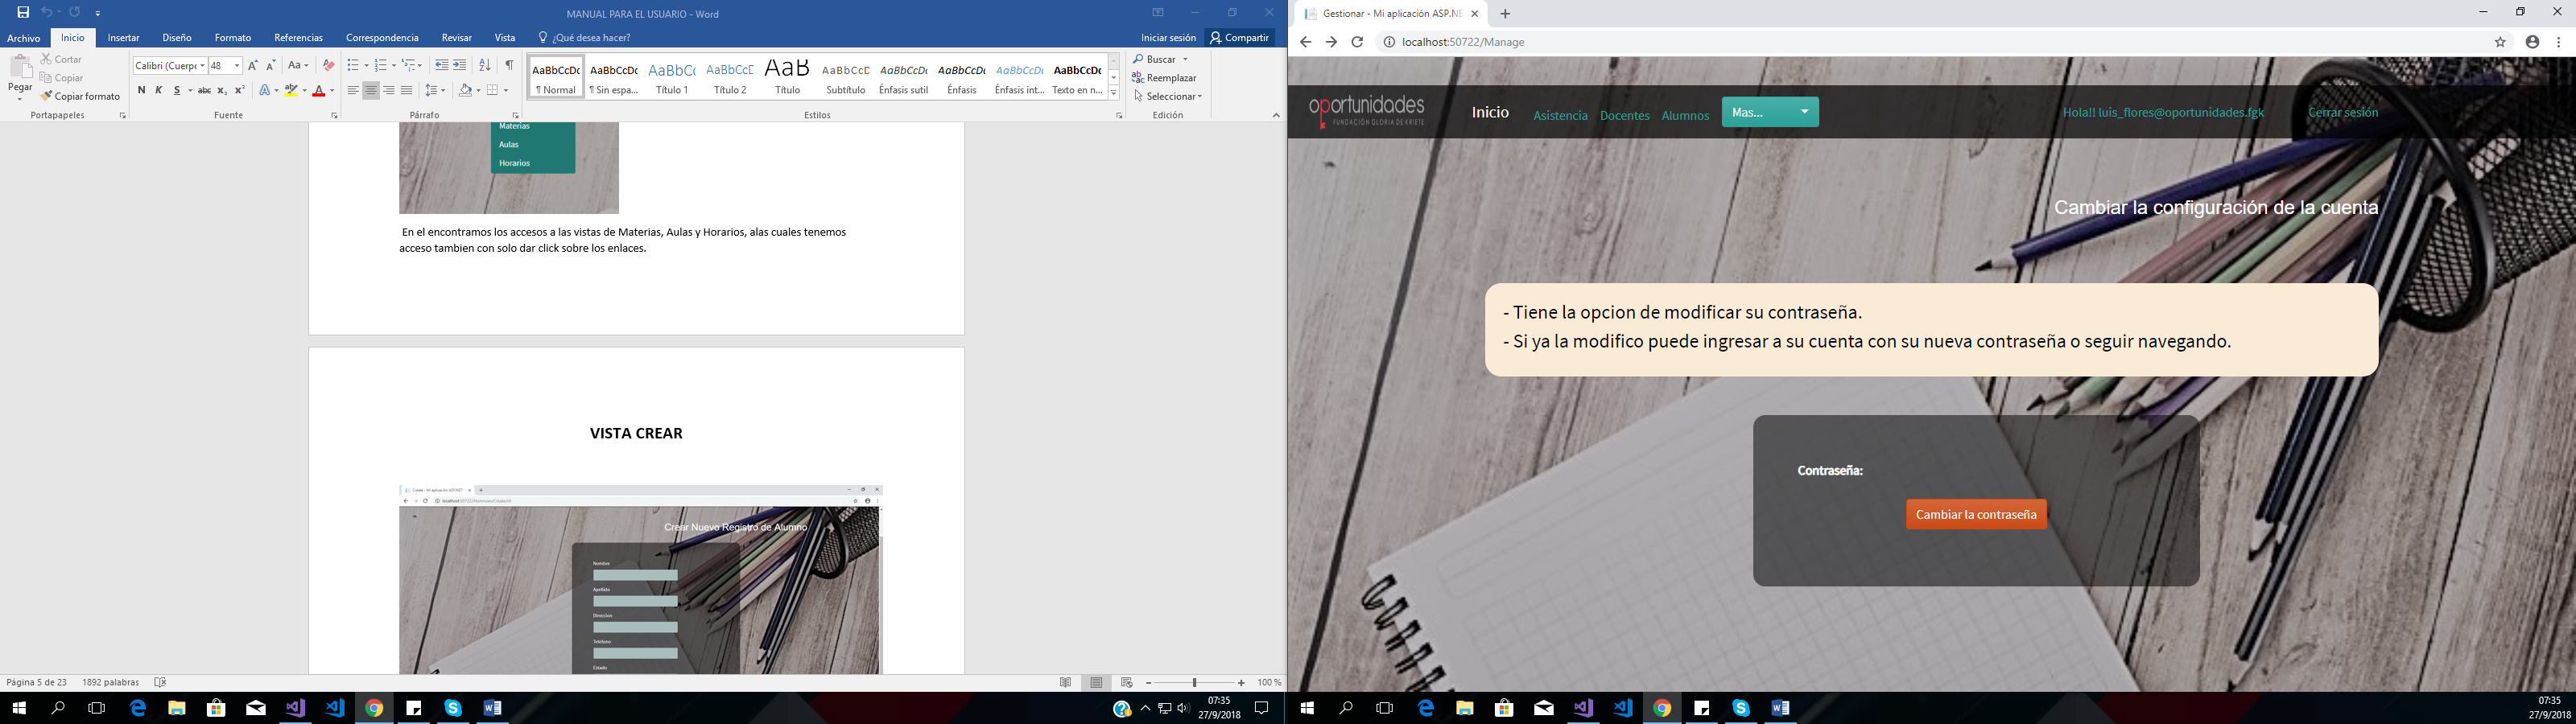 MANUAL PARA EL USUARIO - Word
Archivo Inicio Insertar Diseño Formato Referencias Correspondencia Revisar Vista ¿Qué desea hacer? Iniciar sesión Compartir
Pegar
Cortar
Copiar
Copiar formato
Portapapeles
Calibri (Cuerp 48
Fuente
Párrafo
AaBbCcDc AaBbCcDc AaBbCc AaBbCcE AaB AaBbCcD AaBbCcDt AaBbCcDt AaBbCcDt AaBbCcDc
¶ Normal ¶ Sin espa... Título 1 Título 2 Título Subtítulo Énfasis sutil Énfasis Énfasis int... Texto en n...
Estilos
Buscar
Reemplazar
Seleccionar
Edición
Materias
Aulas
Horarios
En el encontramos los accesos a las vistas de Materias, Aulas y Horarios, alas cuales tenemos
acceso tambien con solo dar click sobre los enlaces.
VISTA CREAR
Crear Nuevo Registro de Alumno
Nombre
Apellido
Direccion
Telefono
Estado
Página 5 de 23 1892 palabras
100 %
07:35
27/9/2018
Gestionar - Mi aplicación ASP.NE
localhost:50722/Manage
oportunidades
FUNDACIÓN GLORIA DE KRIETE
Inicio Asistencia Docentes Alumnos Mas... Hola!! luis_flores@oportunidades.fgk Cerrar sesión
Cambiar la configuración de la cuenta
- Tiene la opcion de modificar su contraseña.
- Si ya la modifico puede ingresar a su cuenta con su nueva contraseña o seguir navegando.
Contraseña:
Cambiar la contraseña
07:35
27/9/2018